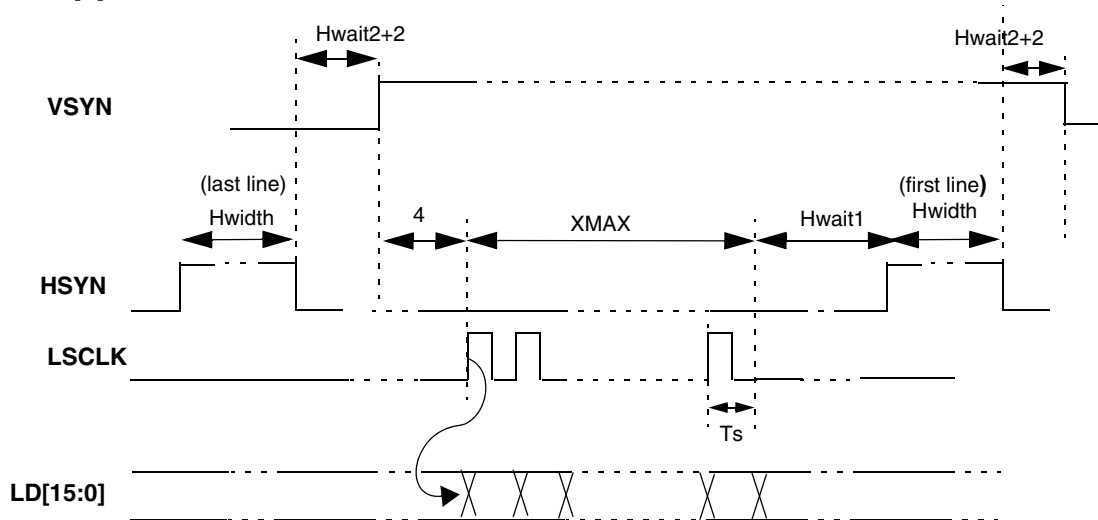 Hwait2+2
Hwait2+2
VSYN
(last line)
(first line)
Hwidth
4
XMAX
Hwait1
Hwidth
HSYN
LSCLK
Ts
LD[15:0]